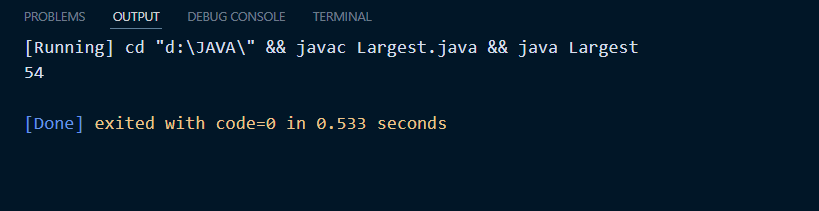 PROBLEMS OUTPUT DEBUG CONSOLE TERMINAL
[Running] cd "d:\JAVA\" && javac Largest.java && java Largest
54
[Done] exited with code=0 in 0.533 seconds